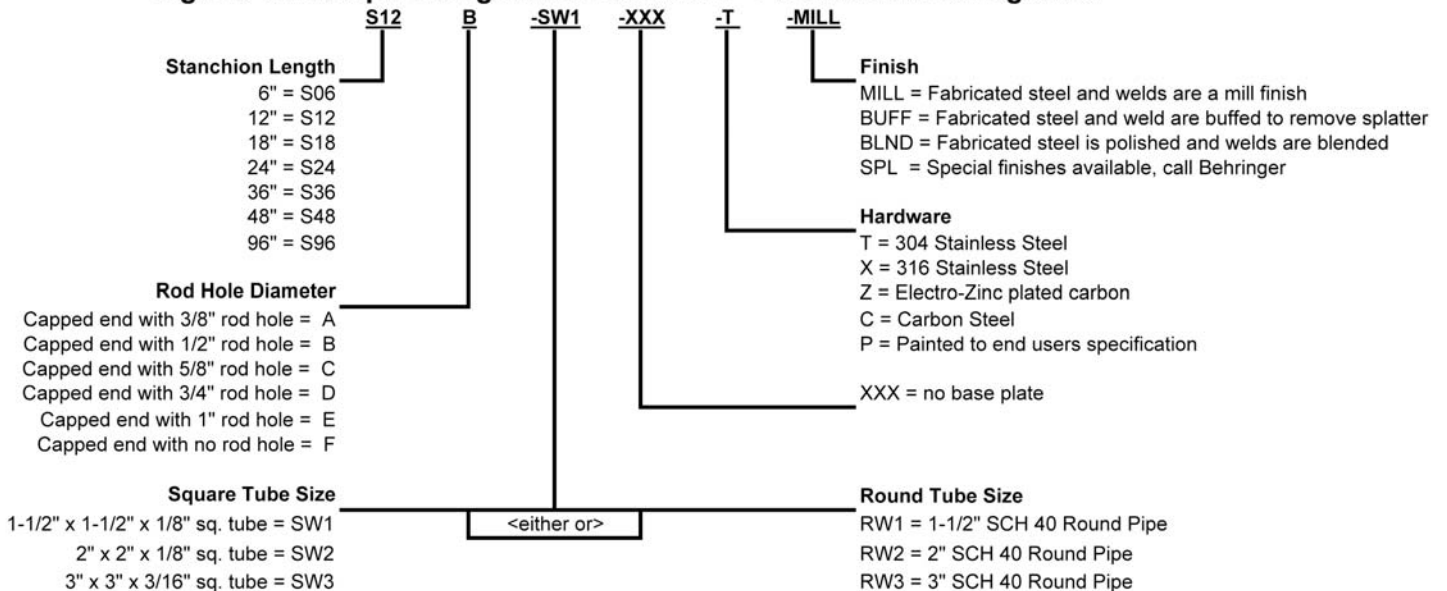 S12 B -SW1 -XXX -T -MILL
Stanchion Length
6" = S06
12" = S12
18" = S18
24" = S24
36" = S36
48" = S48
96" = S96
Rod Hole Diameter
Capped end with 3/8" rod hole = A
Capped end with 1/2" rod hole = B
Capped end with 5/8" rod hole = C
Capped end with 3/4" rod hole = D
Capped end with 1" rod hole = E
Capped end with no rod hole = F
Square Tube Size
1-1/2" x 1-1/2" x 1/8" sq. tube = SW1
2" x 2" x 1/8" sq. tube = SW2
3" x 3" x 3/16" sq. tube = SW3
<either or>
Finish
MILL = Fabricated steel and welds are a mill finish
BUFF = Fabricated steel and weld are buffed to remove splatter
BLND = Fabricated steel is polished and welds are blended
SPL = Special finishes available, call Behringer
Hardware
T = 304 Stainless Steel
X = 316 Stainless Steel
Z = Electro-Zinc plated carbon
C = Carbon Steel
P = Painted to end users specification
XXX = no base plate
Round Tube Size
RW1 = 1-1/2" SCH 40 Round Pipe
RW2 = 2" SCH 40 Round Pipe
RW3 = 3" SCH 40 Round Pipe